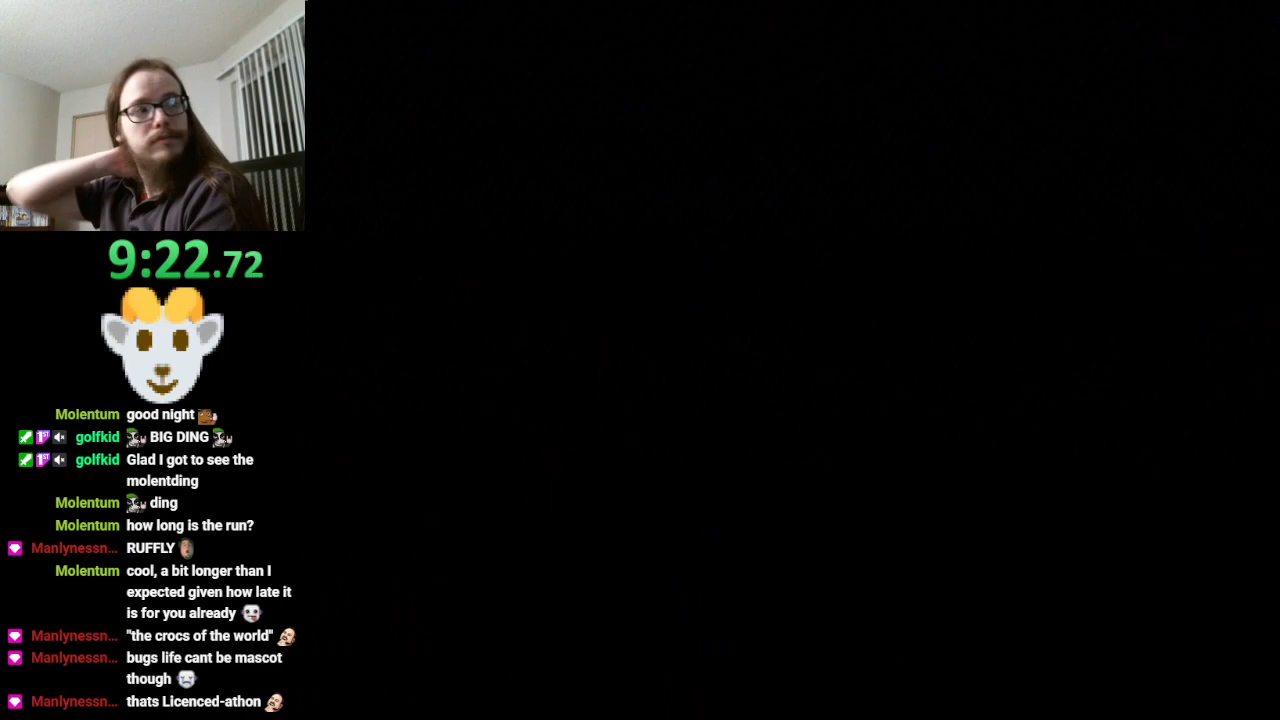 9:22.72
Molentum good night
golfkid BIG DING
golfkid Glad I got to see the
molentding
Molentum ding
Molentum how long is the run?
Manlynessn... RUFFLY
Molentum cool, a bit longer than I
expected given how late it
is for you already
Manlynessn... "the crocs of the world"
Manlynessn... bugs life cant be mascot
though
Manlynessn... thats Licenced-athon